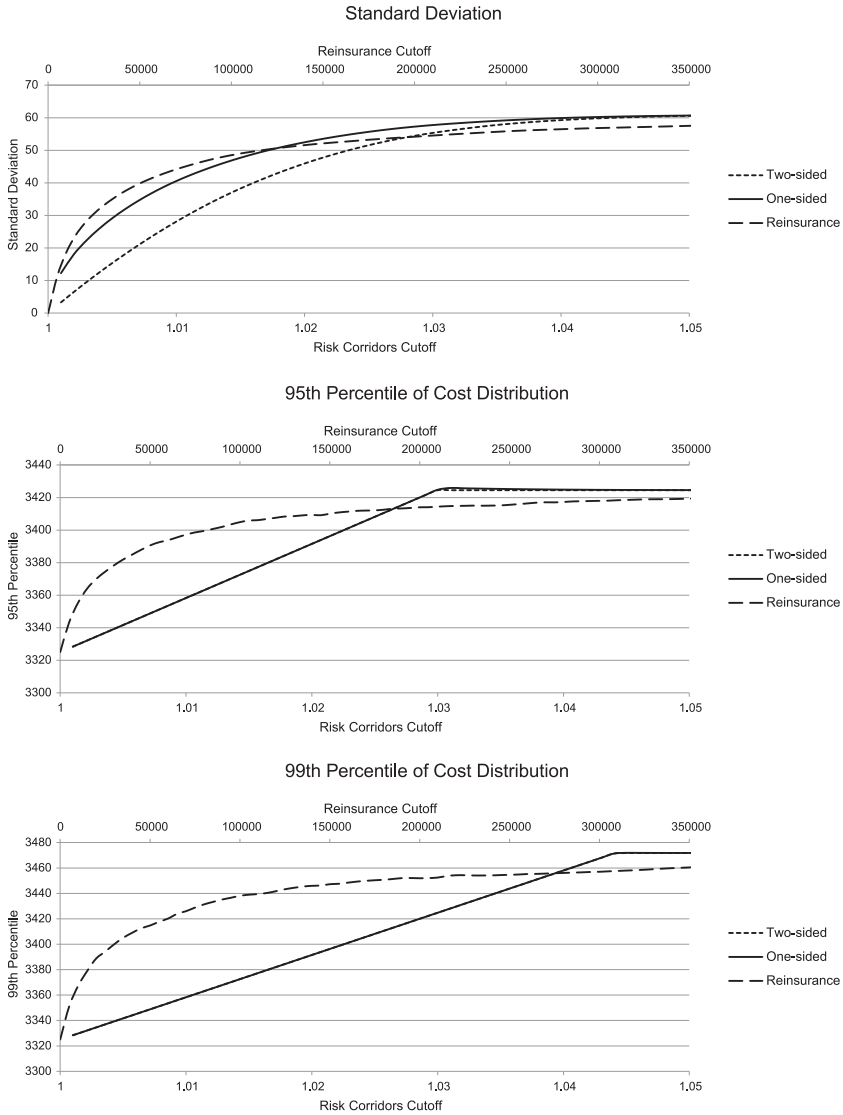 Standard Deviation
Reinsurance Cutoff
0 50000 100000 150000 200000 250000 300000 350000
70
60
50
40
30
20
10
0
Standard Deviation
1 1.01 1.02 1.03 1.04 1.05
Risk Corridors Cutoff
Two-sided
One-sided
Reinsurance
95th Percentile of Cost Distribution
Reinsurance Cutoff
0 50000 100000 150000 200000 250000 300000 350000
3440
3420
3400
3380
3360
3340
3320
3300
95th Percentile
1 1.01 1.02 1.03 1.04 1.05
Risk Corridors Cutoff
Two-sided
One-sided
Reinsurance
99th Percentile of Cost Distribution
Reinsurance Cutoff
0 50000 100000 150000 200000 250000 300000 350000
3480
3460
3440
3420
3400
3380
3360
3340
3320
3300
99th Percentile
1 1.01 1.02 1.03 1.04 1.05
Risk Corridors Cutoff
Two-sided
One-sided
Reinsurance